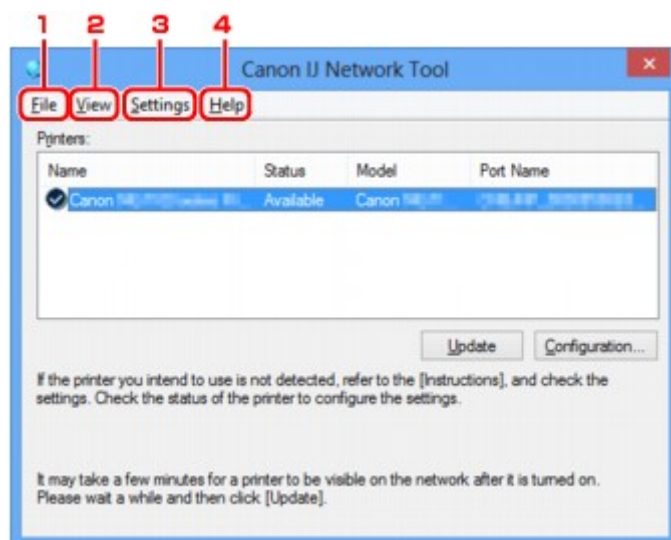 1 2 3 4
Canon IJ Network Tool
File View Settings Help
Printers:
Name Status Model Port Name
Canon Available Canon
Update Configuration...
If the printer you intend to use is not detected, refer to the [Instructions], and check the
settings. Check the status of the printer to configure the settings.
It may take a few minutes for a printer to be visible on the network after it is turned on.
Please wait a while and then click [Update].